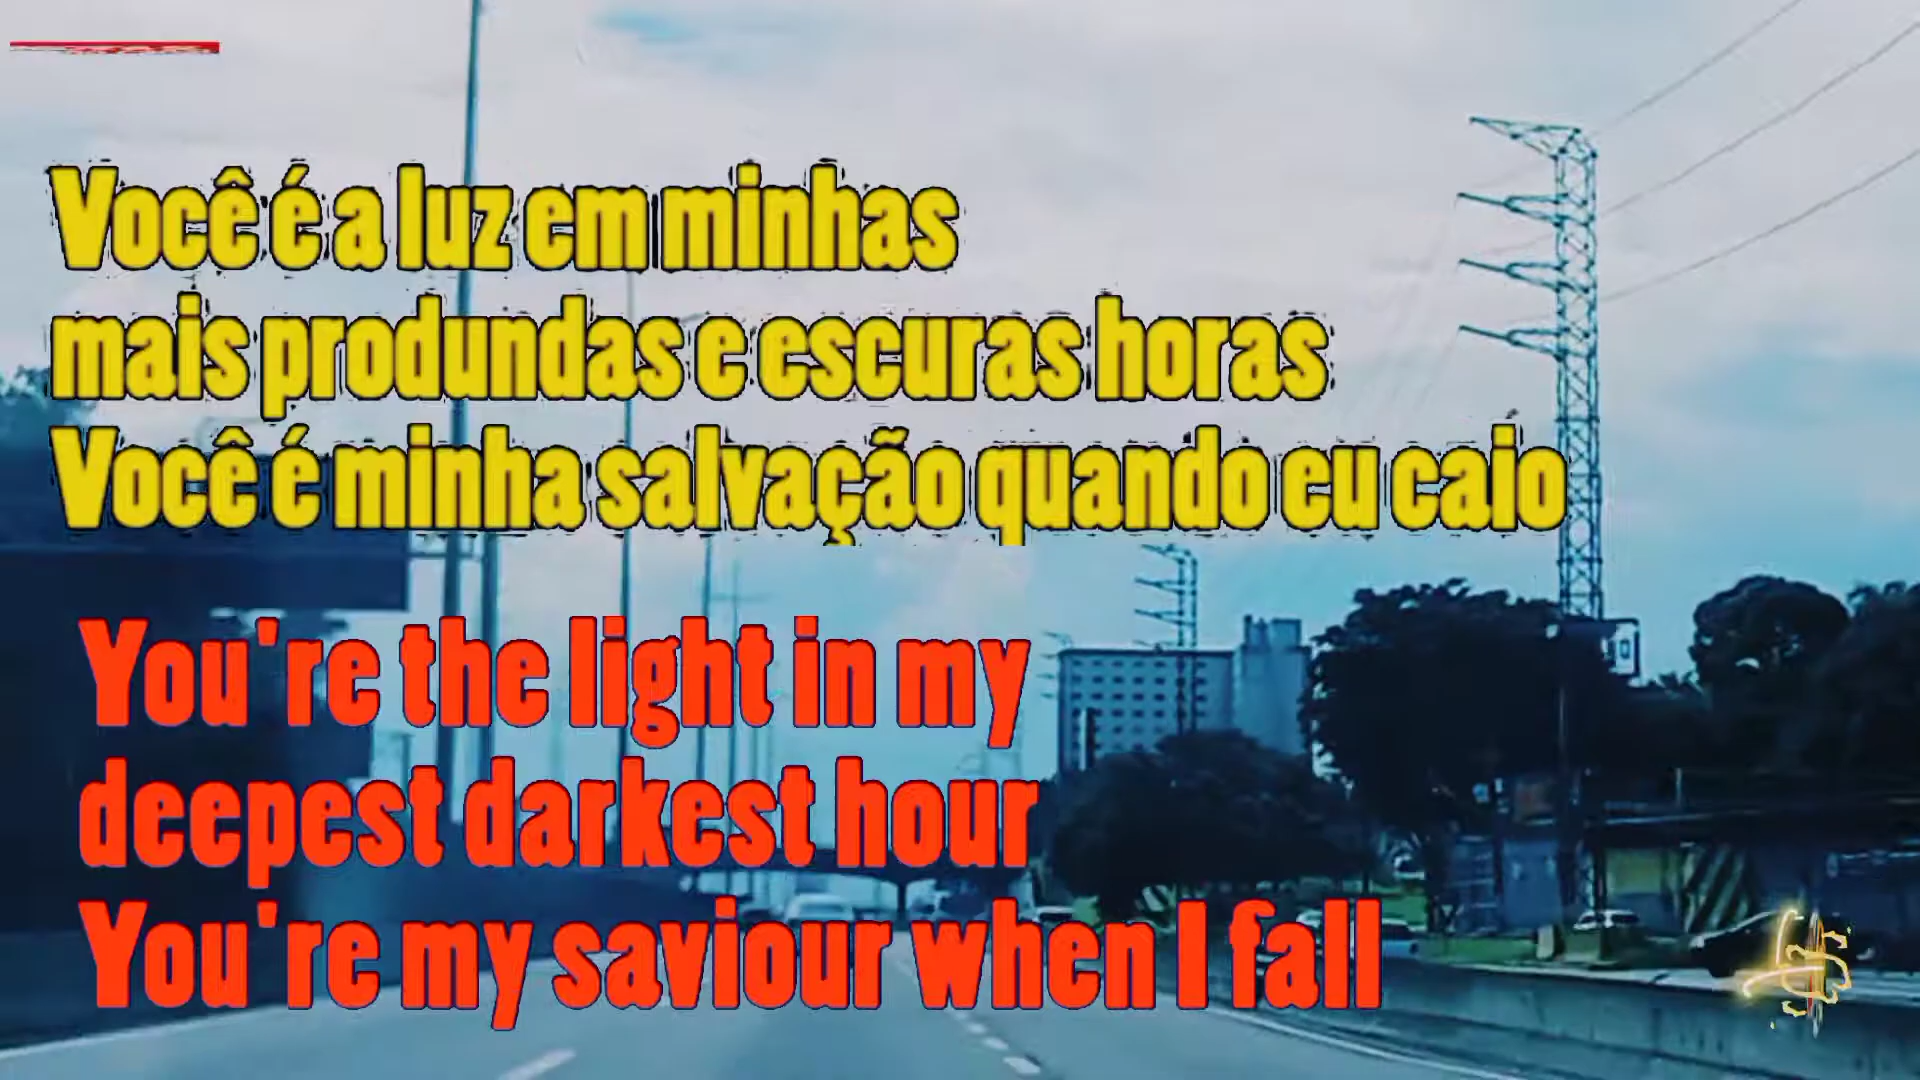 Você é a luz em minhas
mais produndas e escuras horas
Você é minha salvação quando eu caio
You're the light in my
deepest darkest hour
You're my saviour when I fall